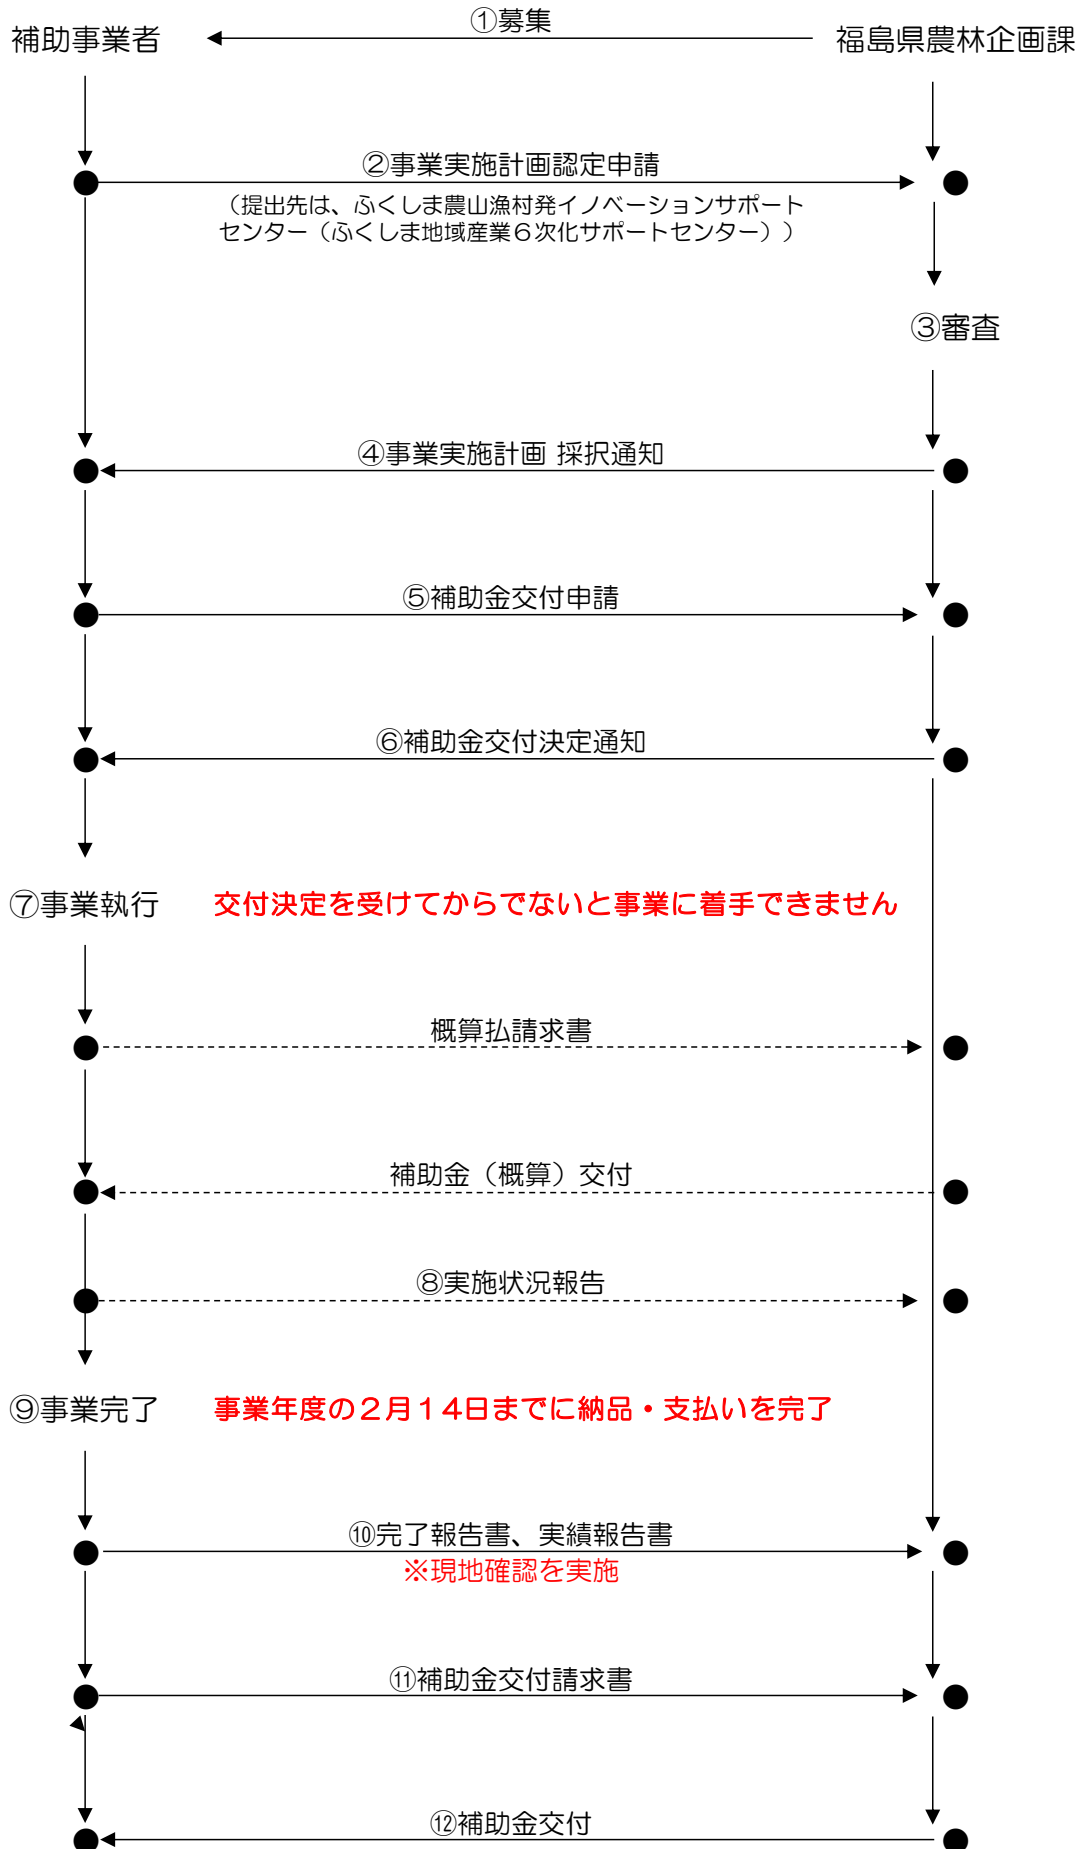 ①募集
補助事業者
福島県農林企画課
②事業実施計画認定申請
（提出先は、ふくしま農山漁村発イノベーションサポート
センター（ふくしま地域産業６次化サポートセンター））
③審査
④事業実施計画 採択通知
⑤補助金交付申請
⑥補助金交付決定通知
⑦事業執行
交付決定を受けてからでないと事業に着手できません
概算払請求書
補助金（概算）交付
⑧実施状況報告
⑨事業完了
事業年度の２月１４日までに納品・支払いを完了
⑩完了報告書、実績報告書
※現地確認を実施
⑪補助金交付請求書
⑫補助金交付